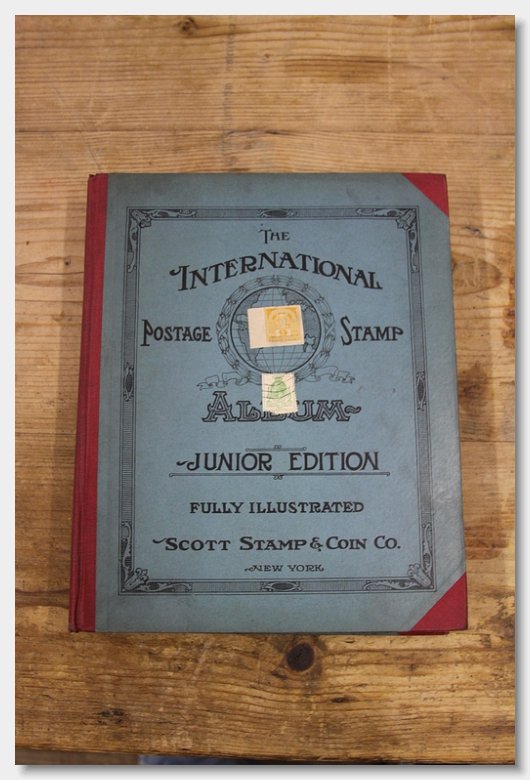 THE
INTERNATIONAL
POSTAGE STAMP
ALBUM
JUNIOR EDITION
FULLY ILLUSTRATED
SCOTT STAMP & COIN CO.
NEW YORK